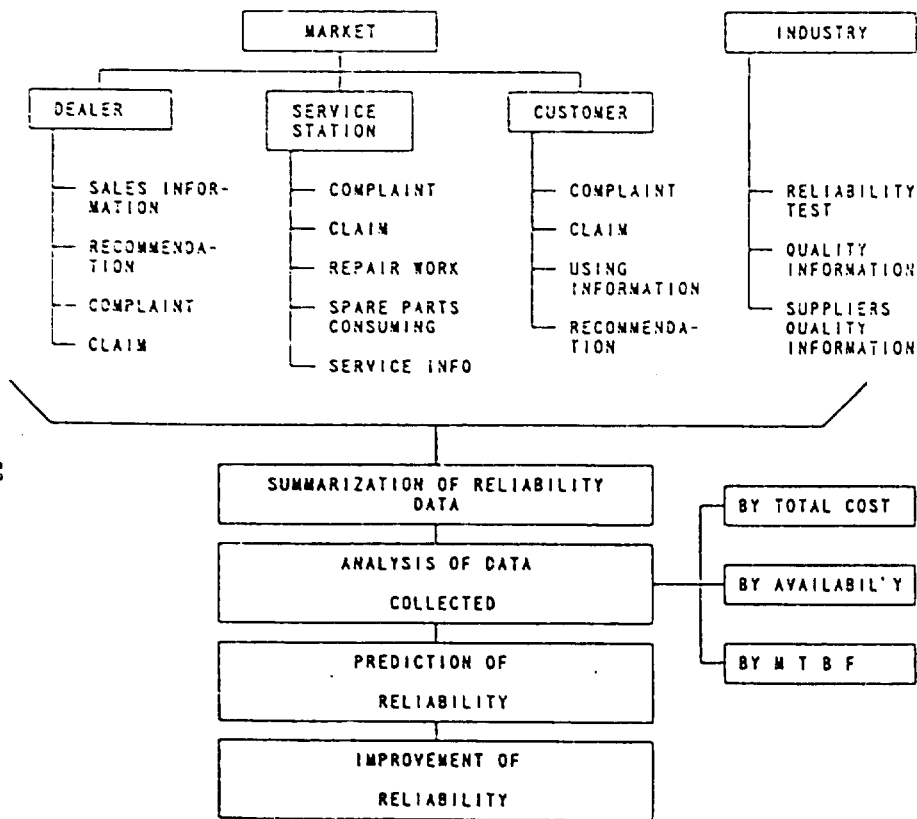 MARKET
INDUSTRY
DEALER
SERVICE
STATION
CUSTOMER
SALES INFOR-
MATION
RECOMMENDA-
TION
COMPLAINT
CLAIM
COMPLAINT
CLAIM
REPAIR WORK
SPARE PARTS
CONSUMING
SERVICE INFO
COMPLAINT
CLAIM
USING
INFORMATION
RECOMMENDA-
TION
RELIABILITY
TEST
QUALITY
INFORMATION
SUPPLIERS
QUALITY
INFORMATION
SUMMARIZATION OF RELIABILITY
DATA
ANALYSIS OF DATA
COLLECTED
PREDICTION OF
RELIABILITY
IMPROVEMENT OF
RELIABILITY
BY TOTAL COST
BY AVAILABIL'Y
BY M T B F